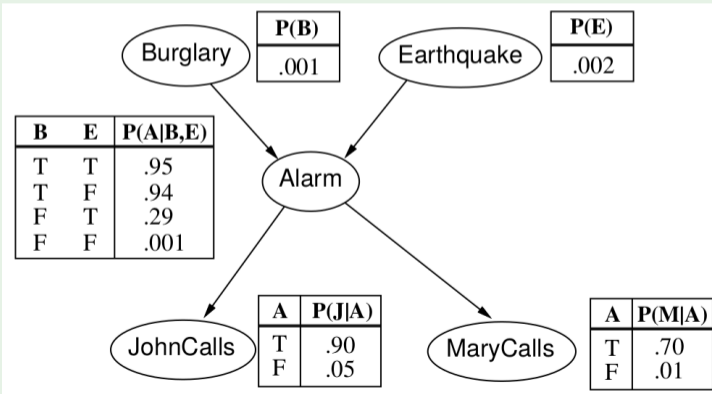 P(B)
Burglary
.001
P(E)
Earthquake
.002
B E P(A|B,E)
T T .95
T F .94
F T .29
F F .001
Alarm
A P(J|A)
JohnCalls
T .90
F .05
A P(M|A)
MaryCalls
T .70
F .01